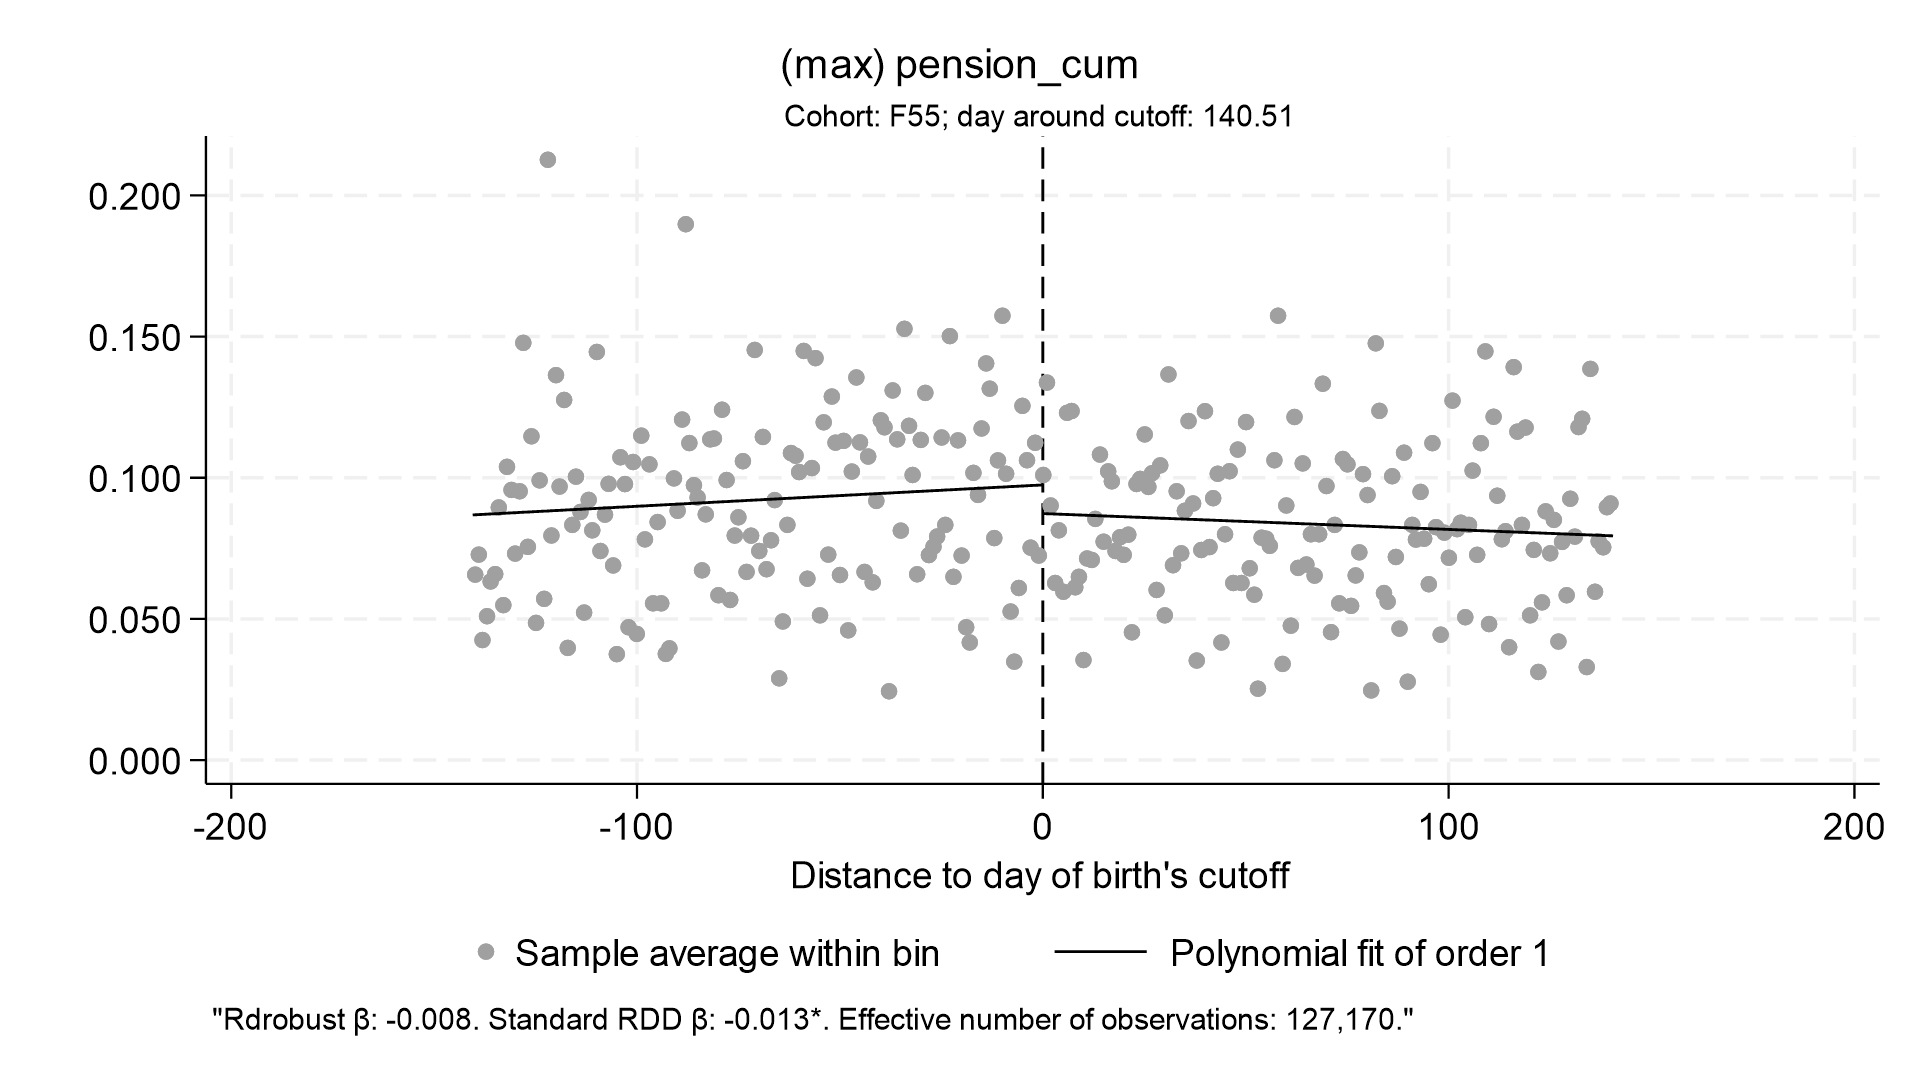 (max) pension_cum
Cohort: F55; day around cutoff: 140.51
0.200
0.150
0.100
0.050
0.000
-200 -100 0 100 200
Distance to day of birth's cutoff
Sample average within bin Polynomial fit of order 1
"Rdrobust β: -0.008. Standard RDD β: -0.013*. Effective number of observations: 127,170."